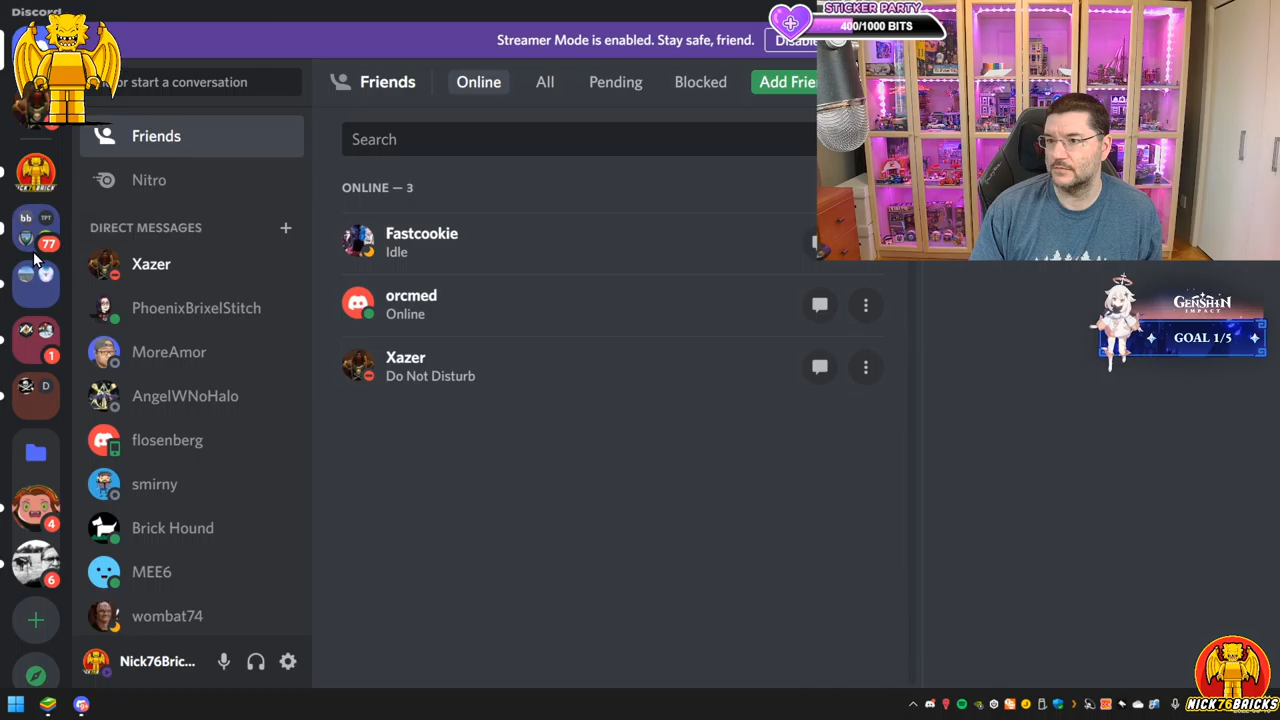 Discord
STICKER PARTY
400/1000 BITS
Streamer Mode is enabled. Stay safe, friend.
or start a conversation
Friends
Online
All
Pending
Blocked
Add Frie
Friends
Nitro
Search
ONLINE — 3
DIRECT MESSAGES
NICK76BRICKS
bb
TPT
77
1
D
4
6
Xazer
PhoenixBrixelStitch
MoreAmor
AngelWNoHalo
flosenberg
smirny
Brick Hound
MEE6
wombat74
Nick76Bric...
Fastcookie
Idle
orcmed
Online
Xazer
Do Not Disturb
GENSHIN
IMPACT
GOAL 1/5
NICK76BRICKS